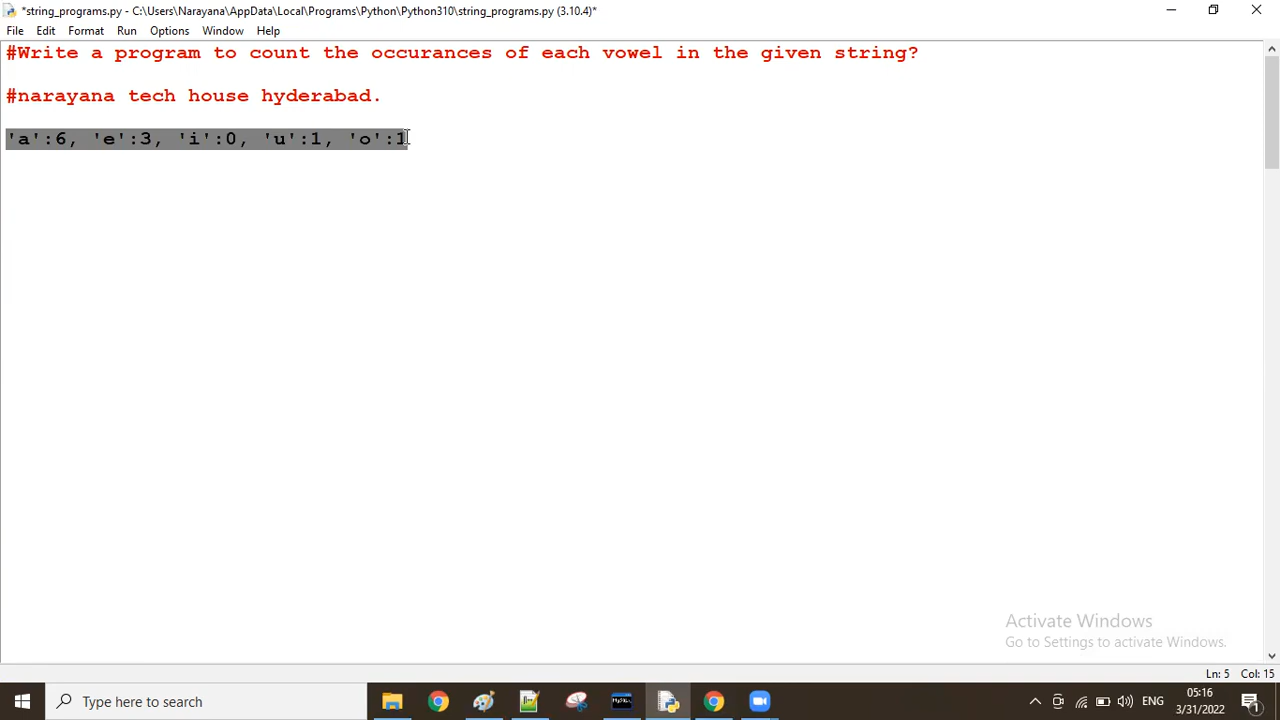 *string_programs.py - C:\Users\Narayana\AppData\Local\Programs\Python\Python310\string_programs.py (3.10.4)*
File Edit Format Run Options Window Help
#Write a program to count the occurances of each vowel in the given string?
#narayana tech house hyderabad.
'a':6, 'e':3, 'i':0, 'u':1, 'o':1
Activate Windows
Go to Settings to activate Windows.
Ln: 5 Col: 15
Type here to search
ENG
05:16
3/31/2022
1